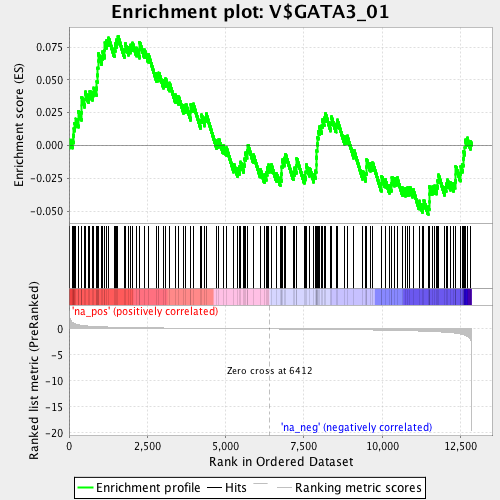 Enrichment plot: V$GATA3_01
Enrichment score (ES)
0.075
0.050
0.025
0.000
-0.025
-0.050
'na_pos' (positively correlated)
Ranked list metric (PreRanked)
0
-5
-10
-15
-20
Zero cross at 6412
'na_neg' (negatively correlated)
0
2,500
5,000
7,500
10,000
12,500
Rank in Ordered Dataset
Enrichment profile
Hits
Ranking metric scores